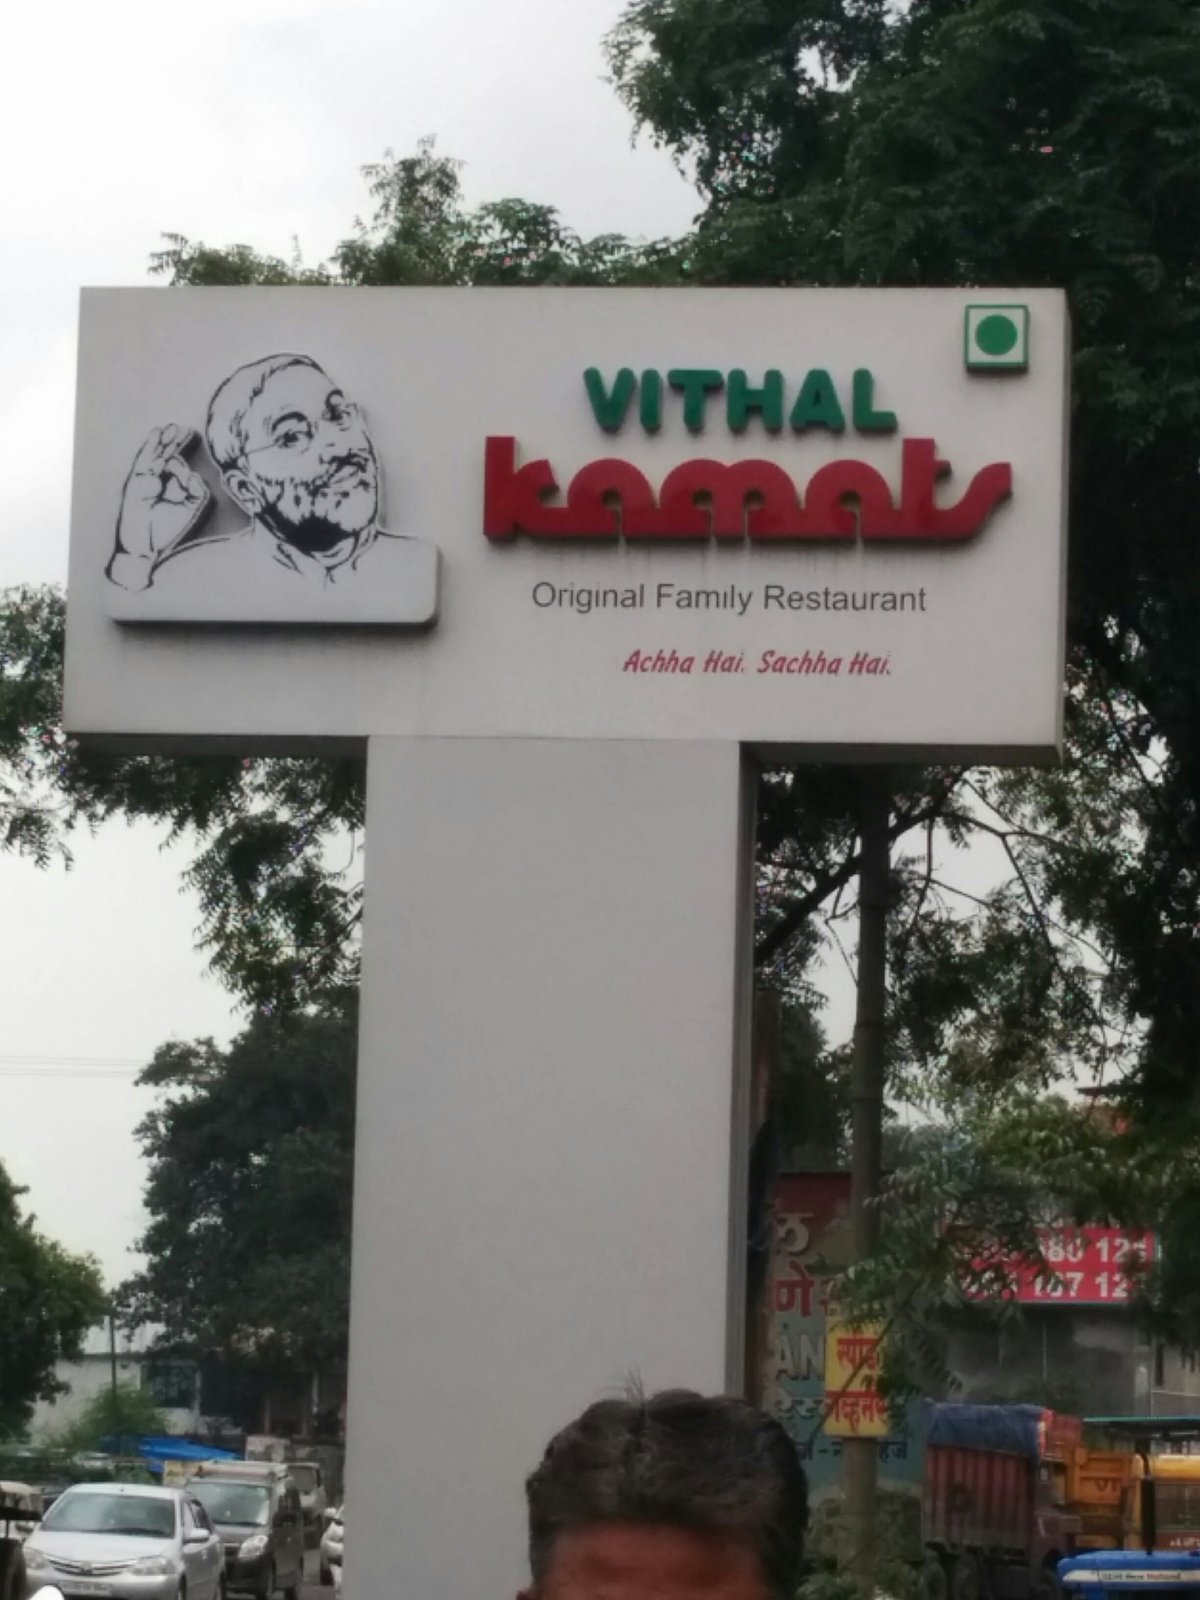 VITHAL
kamats
Original Family Restaurant
Achha Hai. Sachha Hai.